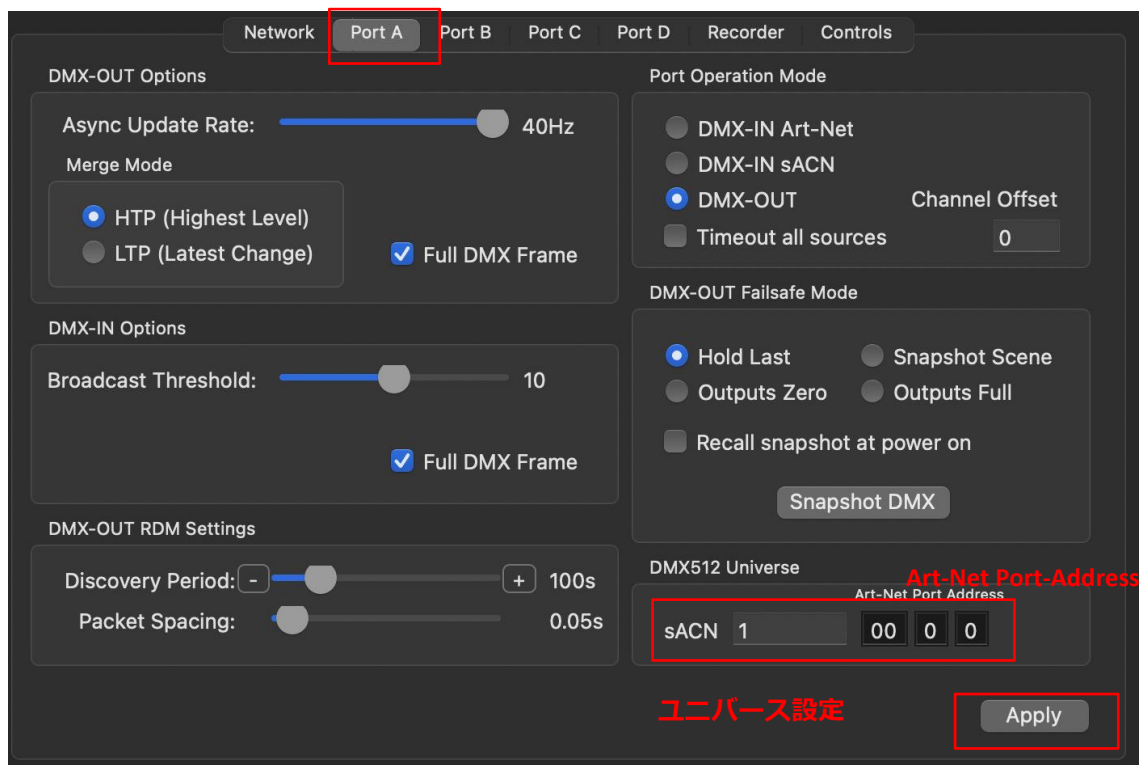 Network Port A Port B Port C Port D Recorder Controls
DMX-OUT Options
Async Update Rate: 40Hz
Merge Mode
HTP (Highest Level)
LTP (Latest Change)
Full DMX Frame
DMX-IN Options
Broadcast Threshold: 10
Full DMX Frame
DMX-OUT RDM Settings
Discovery Period: - + 100s
Packet Spacing: 0.05s
Port Operation Mode
DMX-IN Art-Net
DMX-IN sACN
DMX-OUT Channel Offset
Timeout all sources 0
DMX-OUT Failsafe Mode
Hold Last Snapshot Scene
Outputs Zero Outputs Full
Recall snapshot at power on
Snapshot DMX
DMX512 Universe
Art-Net Port-Address
Art-Net Port Address
sACN 1 00 0 0
ユニバース設定
Apply